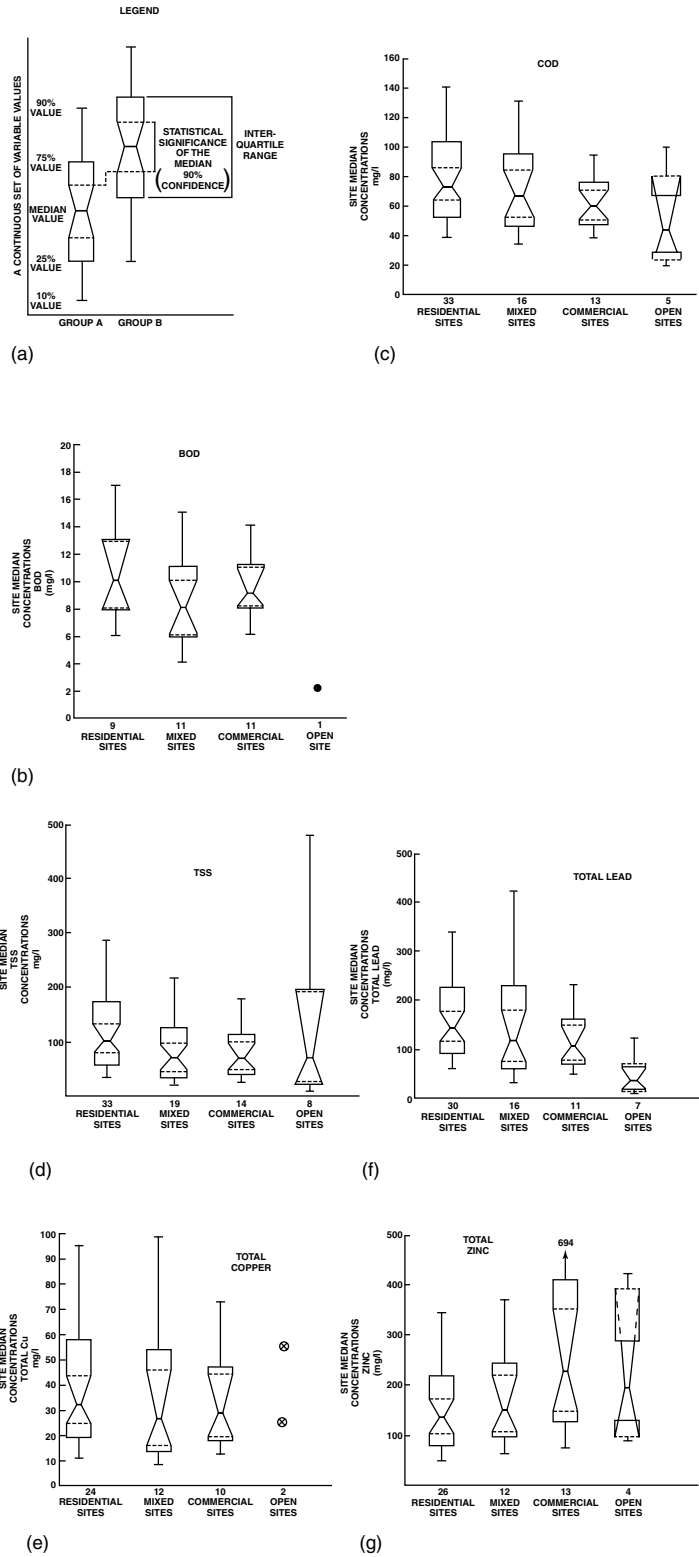 LEGEND
A CONTINUOUS SET OF VARIABLE VALUES
90%
VALUE
75%
VALUE
MEDIAN
VALUE
25%
VALUE
10%
VALUE
STATISTICAL
SIGNIFICANCE
OF THE
MEDIAN
(90%
CONFIDENCE)
INTER-
QUARTILE
RANGE
GROUP A
GROUP B
(a)
COD
SITE MEDIAN
CONCENTRATIONS
mg/l
160
140
120
100
80
60
40
20
0
33
RESIDENTIAL
SITES
16
MIXED
SITES
13
COMMERCIAL
SITES
5
OPEN
SITES
(c)
BOD
SITE MEDIAN
CONCENTRATIONS
BOD
(mg/l)
20
18
16
14
12
10
8
6
4
2
0
9
RESIDENTIAL
SITES
11
MIXED
SITES
11
COMMERCIAL
SITES
1
OPEN
SITE
(b)
TSS
SITE MEDIAN
TSS
CONCENTRATIONS
mg/l
500
400
300
200
100
33
RESIDENTIAL
SITES
19
MIXED
SITES
14
COMMERCIAL
SITES
8
OPEN
SITES
(d)
TOTAL LEAD
SITE MEDIAN
CONCENTRATIONS
TOTAL LEAD
(mg/l)
500
400
300
200
100
0
30
RESIDENTIAL
SITES
16
MIXED
SITES
11
COMMERCIAL
SITES
7
OPEN
SITES
(f)
TOTAL
COPPER
SITE MEDIAN
CONCENTRATIONS
TOTAL Cu
mg/l
100
90
80
70
60
50
40
30
20
10
0
24
RESIDENTIAL
SITES
12
MIXED
SITES
10
COMMERCIAL
SITES
2
OPEN
SITES
(e)
TOTAL
ZINC
694
SITE MEDIAN
CONCENTRATIONS
ZINC
(mg/l)
500
400
300
200
100
26
RESIDENTIAL
SITES
12
MIXED
SITES
13
COMMERCIAL
SITES
4
OPEN
SITES
(g)